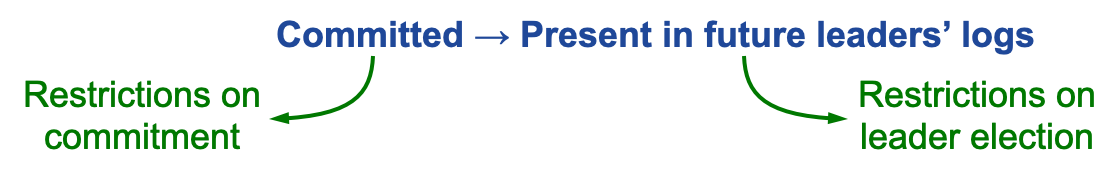 Committed → Present in future leaders’ logs
Restrictions on
commitment
Restrictions on
leader election